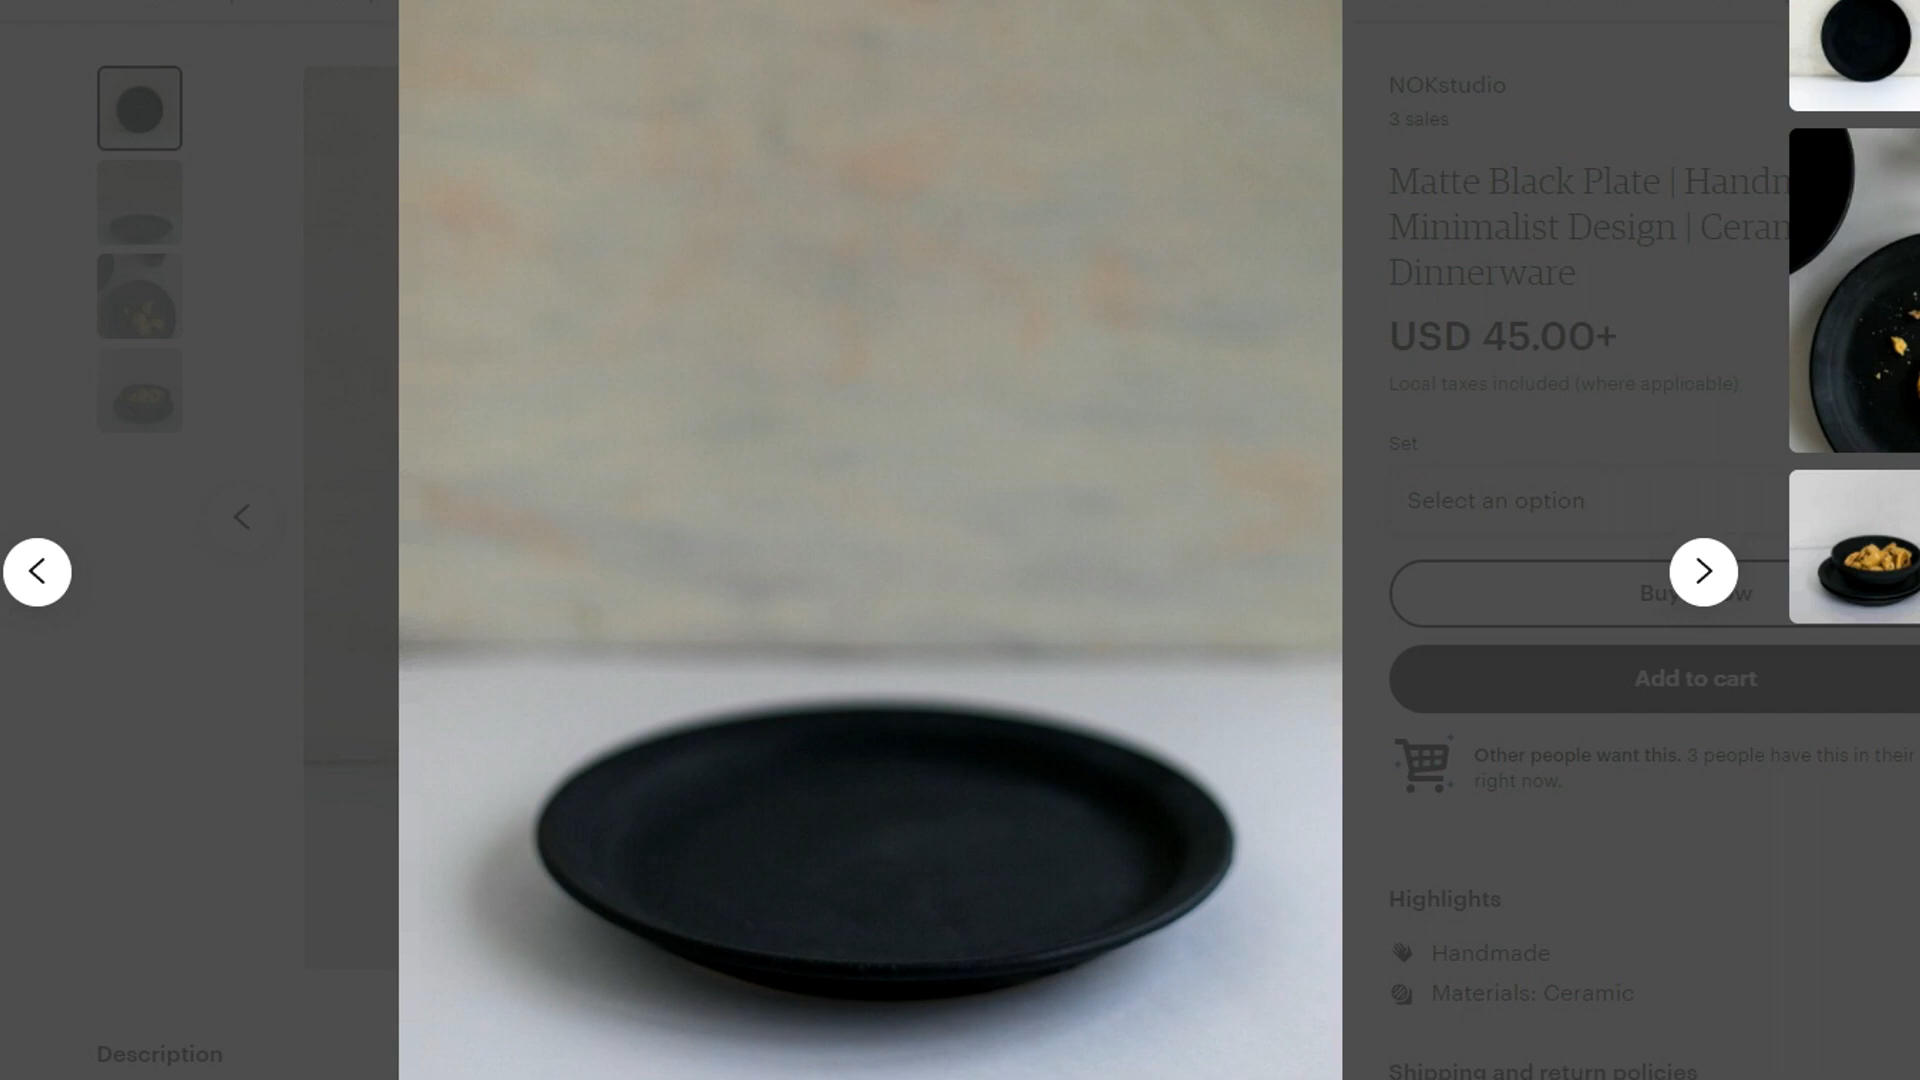 NOKstudio
3 sales
Matte Black Plate |
Minimalist Design |
Dinnerware
USD 45.00+
Local taxes included (where applicable)
Set
Select an option
Add to cart
Other people want this. 3 people have this in their
right now.
Highlights
Handmade
Materials: Ceramic
Description
Shipping and return policies